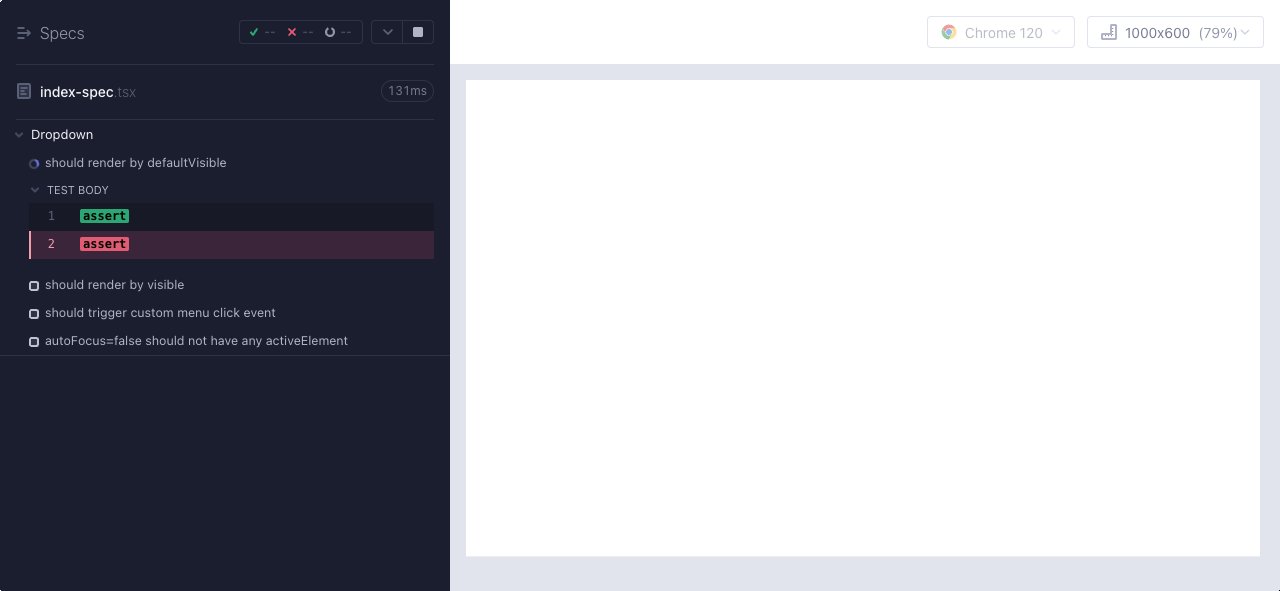 Specs
-- -- --
index-spec.tsx
131ms
Dropdown
should render by defaultVisible
TEST BODY
1 assert
2 assert
should render by visible
should trigger custom menu click event
autoFocus=false should not have any activeElement
Chrome 120
1000x600 (79%)